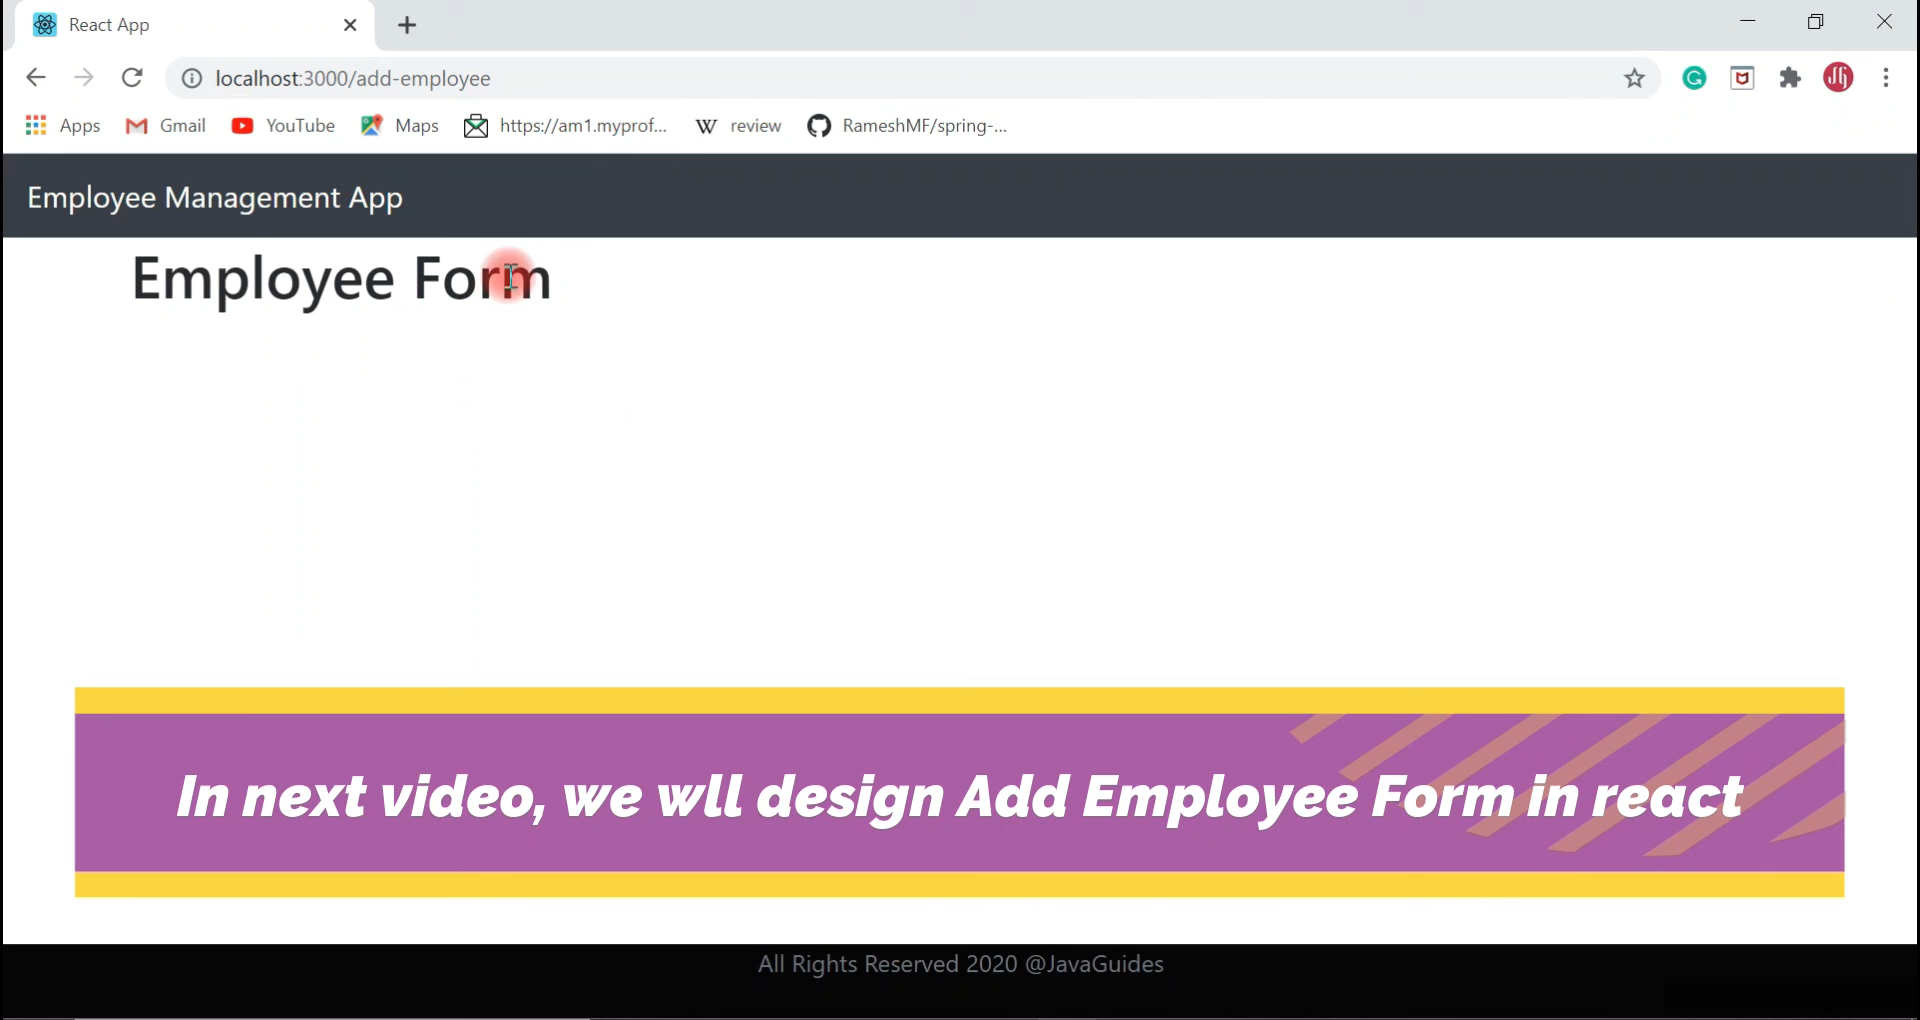 React App
localhost:3000/add-employee
Apps Gmail YouTube Maps https://am1.myprof... W review RameshMF/spring-...
Employee Management App
Employee Form
In next video, we wll design Add Employee Form in react
All Rights Reserved 2020 @JavaGuides